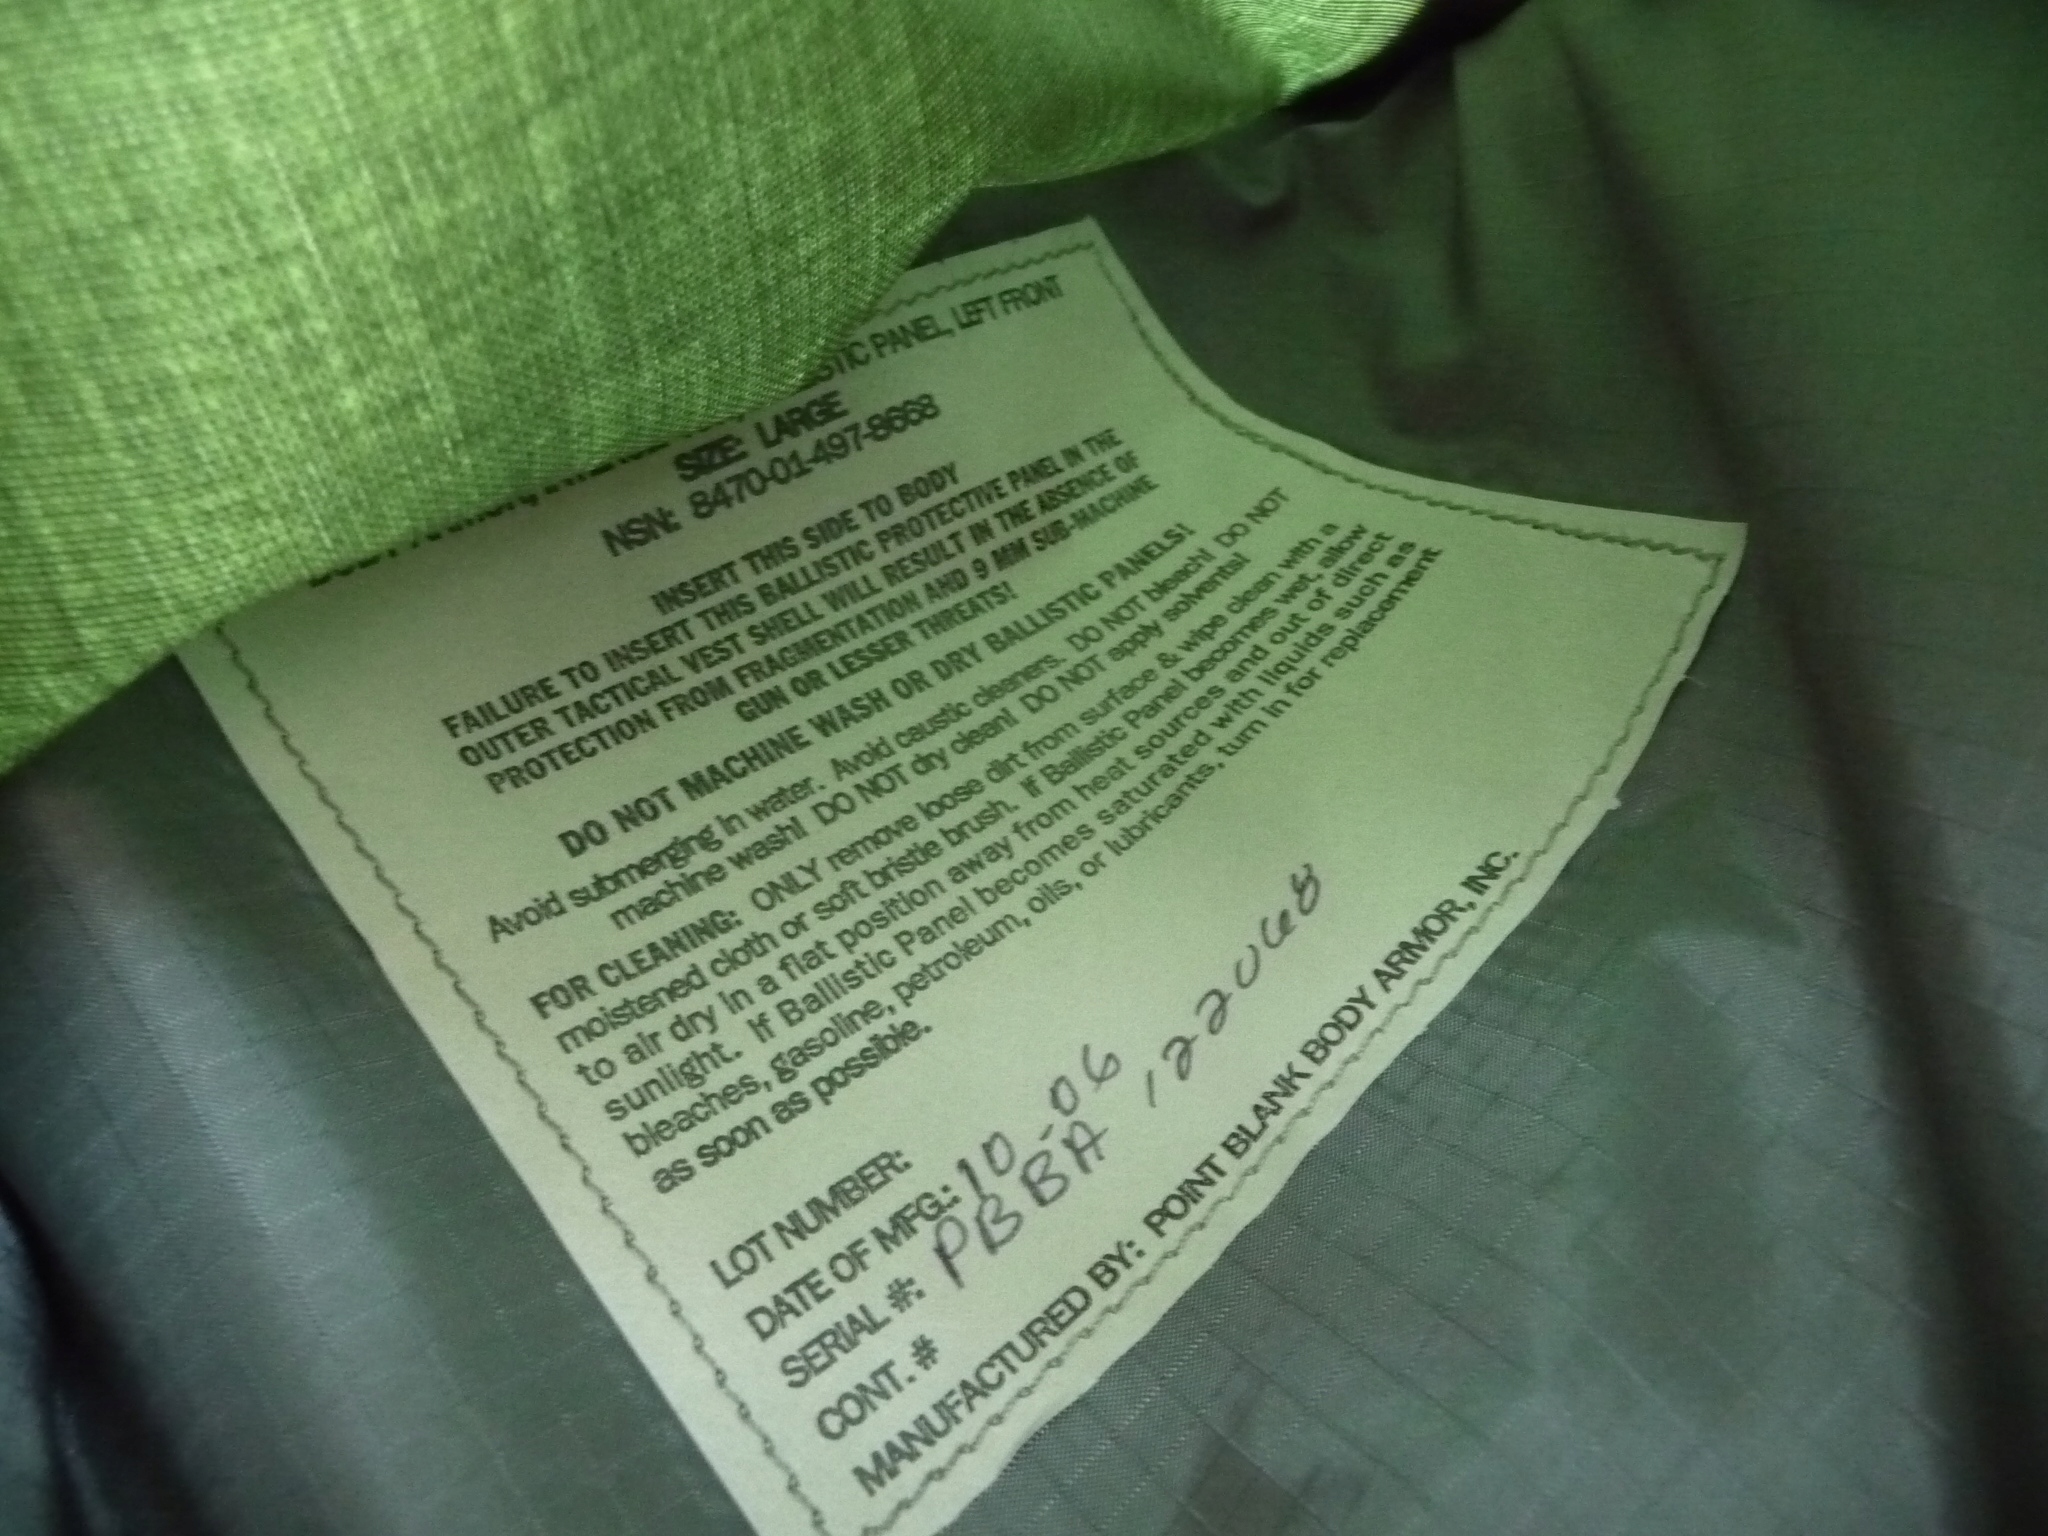 PANEL, LEFT FRONT
SIZE: LARGE
NSN: 8470-01-497-8668
INSERT THIS SIDE TO BODY
FAILURE TO INSERT THIS BALLISTIC PROTECTIVE PANEL IN THE
OUTER TACTICAL VEST SHELL WILL RESULT IN THE ABSENCE OF
PROTECTION FROM FRAGMENTATION AND 9 MM SUB-MACHINE
GUN OR LESSER THREATS!
DO NOT MACHINE WASH OR DRY BALLISTIC PANELS!
Avoid submerging in water. Avoid caustic cleaners. DO NOT bleach! DO NOT
machine wash! DO NOT dry clean! DO NOT apply solvents!
FOR CLEANING: ONLY remove loose dirt from surface & wipe clean with a
moistened cloth or soft bristle brush. If Ballistic Panel becomes wet, allow
to air dry in a flat position away from heat sources and out of direct
sunlight. If Ballistic Panel becomes saturated with liquids such as
bleaches, gasoline, petroleum, oils, or lubricants, turn in for replacement
as soon as possible.
LOT NUMBER:
DATE OF MFG.: 10-06
SERIAL #: PBBA 1220648
CONT. #
MANUFACTURED BY: POINT BLANK BODY ARMOR, INC.